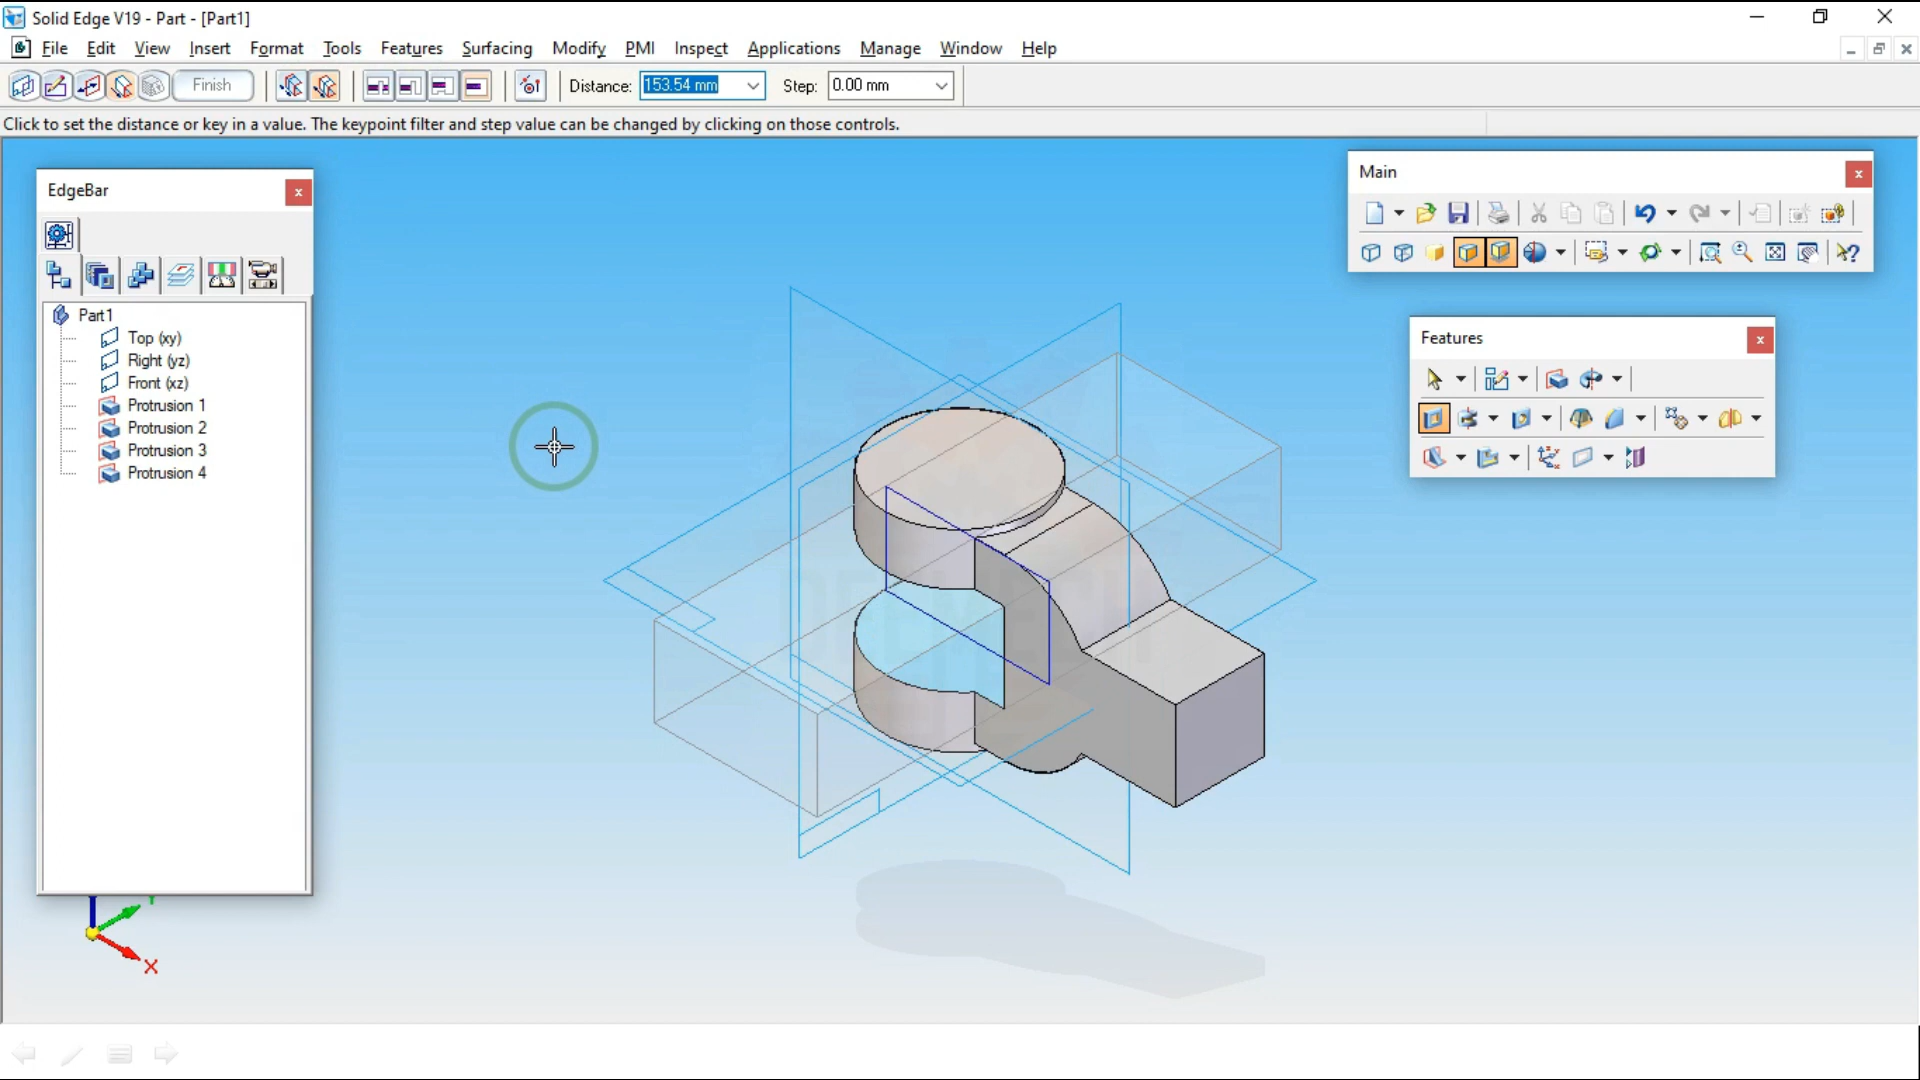 Solid Edge V19 - Part - [Part1]
File Edit View Insert Format Tools Features Surfacing Modify PMI Inspect Applications Manage Window Help
Finish Distance: 153.54 mm Step: 0.00 mm
Click to set the distance or key in a value. The keypoint filter and step value can be changed by clicking on those controls.
Main
EdgeBar
Part1
Top (xy)
Right (yz)
Front (xz)
Protrusion 1
Protrusion 2
Protrusion 3
Protrusion 4
Features
X